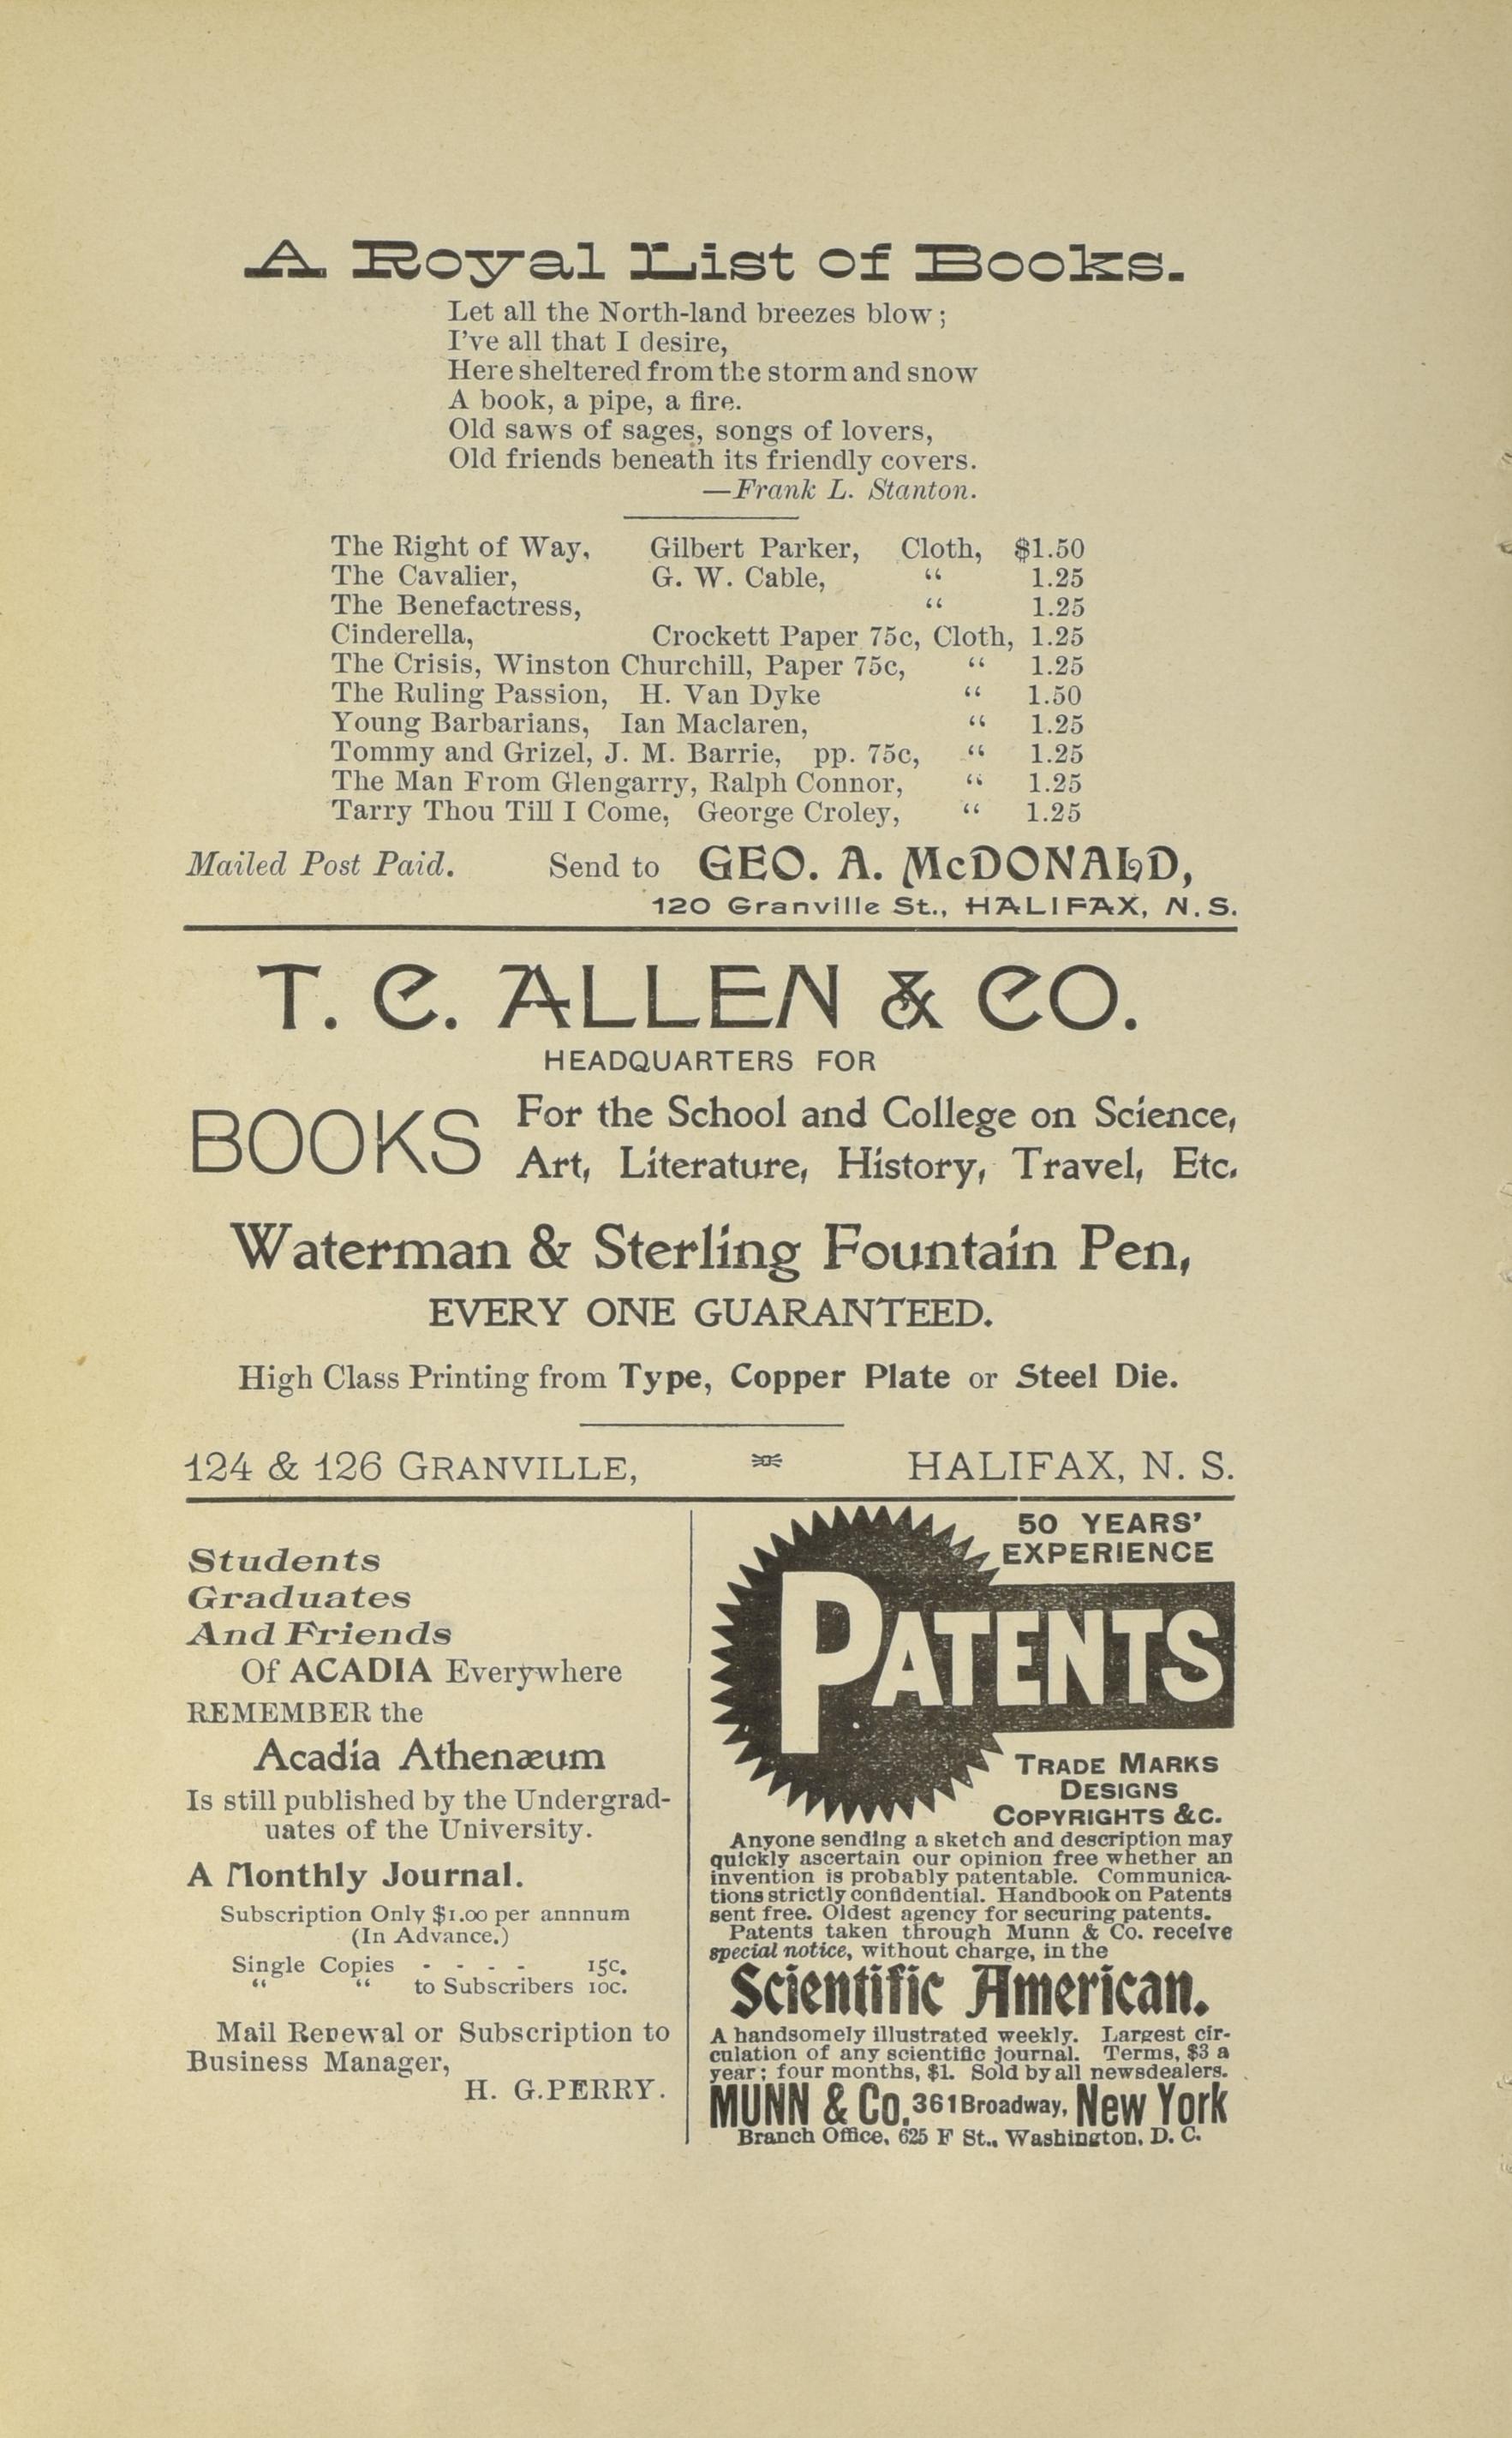 A Royal List of Books.
Let all the North-land breezes blow;
I've all that I desire,
Here sheltered from the storm and snow
A book, a pipe, a fire.
Old saws of sages, songs of lovers,
Old friends beneath its friendly covers.
—Frank L. Stanton.
The Right of Way, Gilbert Parker, Cloth, $1.50
The Cavalier, G. W. Cable, “ 1.25
The Benefactress, “ 1.25
Cinderella, Crockett Paper 75c, Cloth, 1.25
The Crisis, Winston Churchill, Paper 75c, “ 1.25
The Ruling Passion, H. Van Dyke “ 1.50
Young Barbarians, Ian Maclaren, “ 1.25
Tommy and Grizel, J. M. Barrie, pp. 75c, “ 1.25
The Man From Glengarry, Ralph Connor, “ 1.25
Tarry Thou Till I Come, George Croley, “ 1.25
Mailed Post Paid. Send to GEO. A. McDONALD,
120 Granville St., HALIFAX, N.S.
T. C. ALLEN & CO.
HEADQUARTERS FOR
BOOKS For the School and College on Science,
Art, Literature, History, Travel, Etc.
Waterman & Sterling Fountain Pen,
EVERY ONE GUARANTEED.
High Class Printing from Type, Copper Plate or Steel Die.
124 & 126 GRANVILLE, HALIFAX, N. S.
Students
Graduates
And Friends
Of ACADIA Everywhere
REMEMBER the
Acadia Athenæum
Is still published by the Undergrad-
uates of the University.
A Monthly Journal.
Subscription Only $1.00 per annnum
(In Advance.)
Single Copies - - - - 15c.
“ “ to Subscribers 10c.
Mail Renewal or Subscription to
Business Manager,
H. G.PERRY.
50 YEARS'
EXPERIENCE
PATENTS
TRADE MARKS
DESIGNS
COPYRIGHTS &C.
Anyone sending a sketch and description may
quickly ascertain our opinion free whether an
invention is probably patentable. Communica-
tions strictly confidential. Handbook on Patents
sent free. Oldest agency for securing patents.
Patents taken through Munn & Co. receive
special notice, without charge, in the
Scientific American.
A handsomely illustrated weekly. Largest cir-
culation of any scientific journal. Terms, $3 a
year; four months, $1. Sold by all newsdealers.
MUNN & Co. 361 Broadway, New York
Branch Office, 625 F St., Washington, D. C.